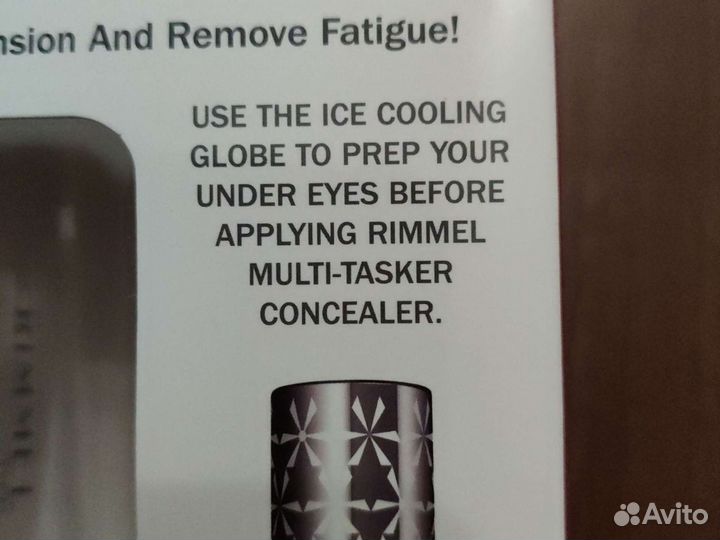 nsion And Remove Fatigue!
USE THE ICE COOLING
GLOBE TO PREP YOUR
UNDER EYES BEFORE
APPLYING RIMMEL
MULTI-TASKER
CONCEALER.
RIMMEL
Avito